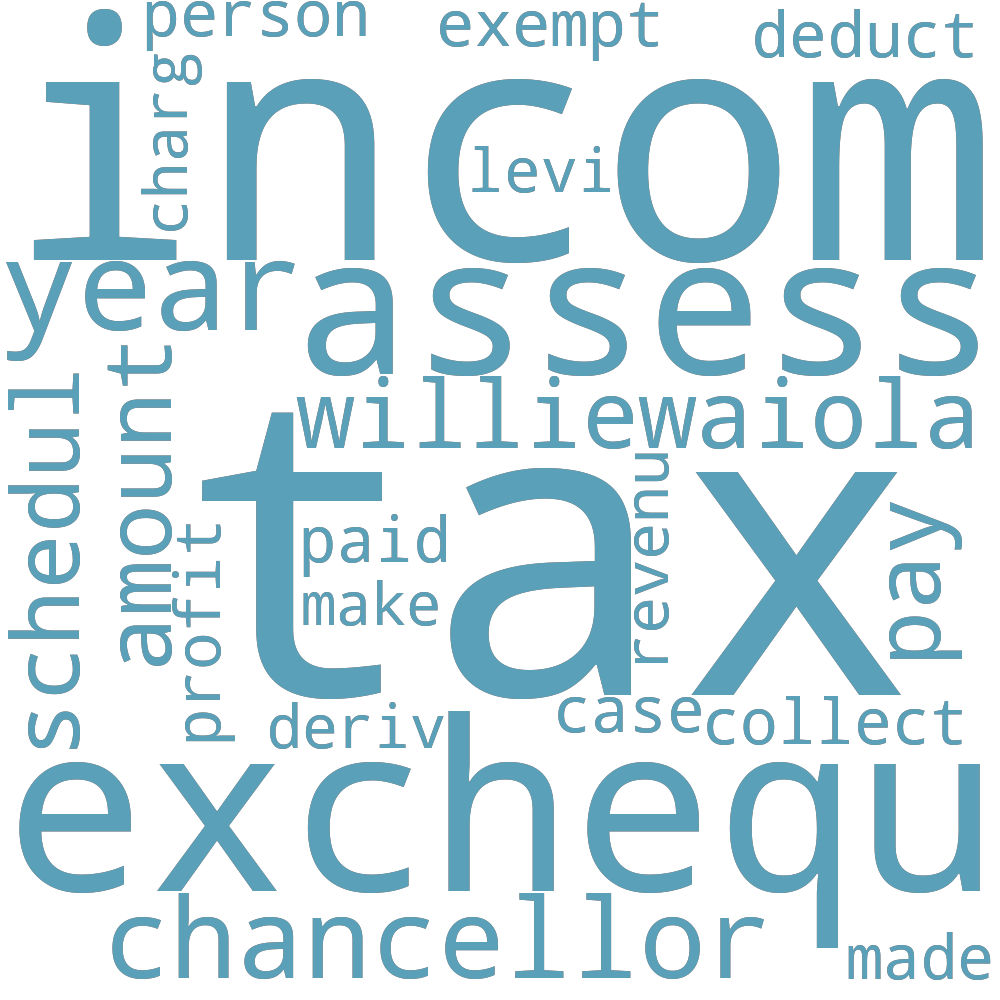 person
exempt
deduct
charg
incom
levi
year
assess
schedul
amount
williewaiola
tax
revenu
pay
profit
paid
make
deriv
case
collect
exchequ
chancellor
made